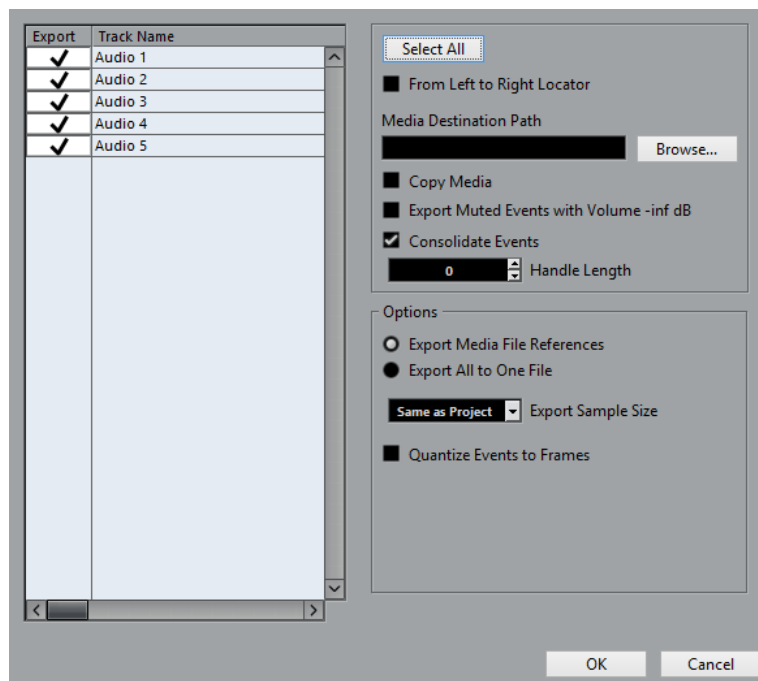 Export Track Name
Audio 1
Audio 2
Audio 3
Audio 4
Audio 5
Select All
From Left to Right Locator
Media Destination Path
Browse...
Copy Media
Export Muted Events with Volume -inf dB
Consolidate Events
0 Handle Length
Options
Export Media File References
Export All to One File
Same as Project Export Sample Size
Quantize Events to Frames
OK Cancel